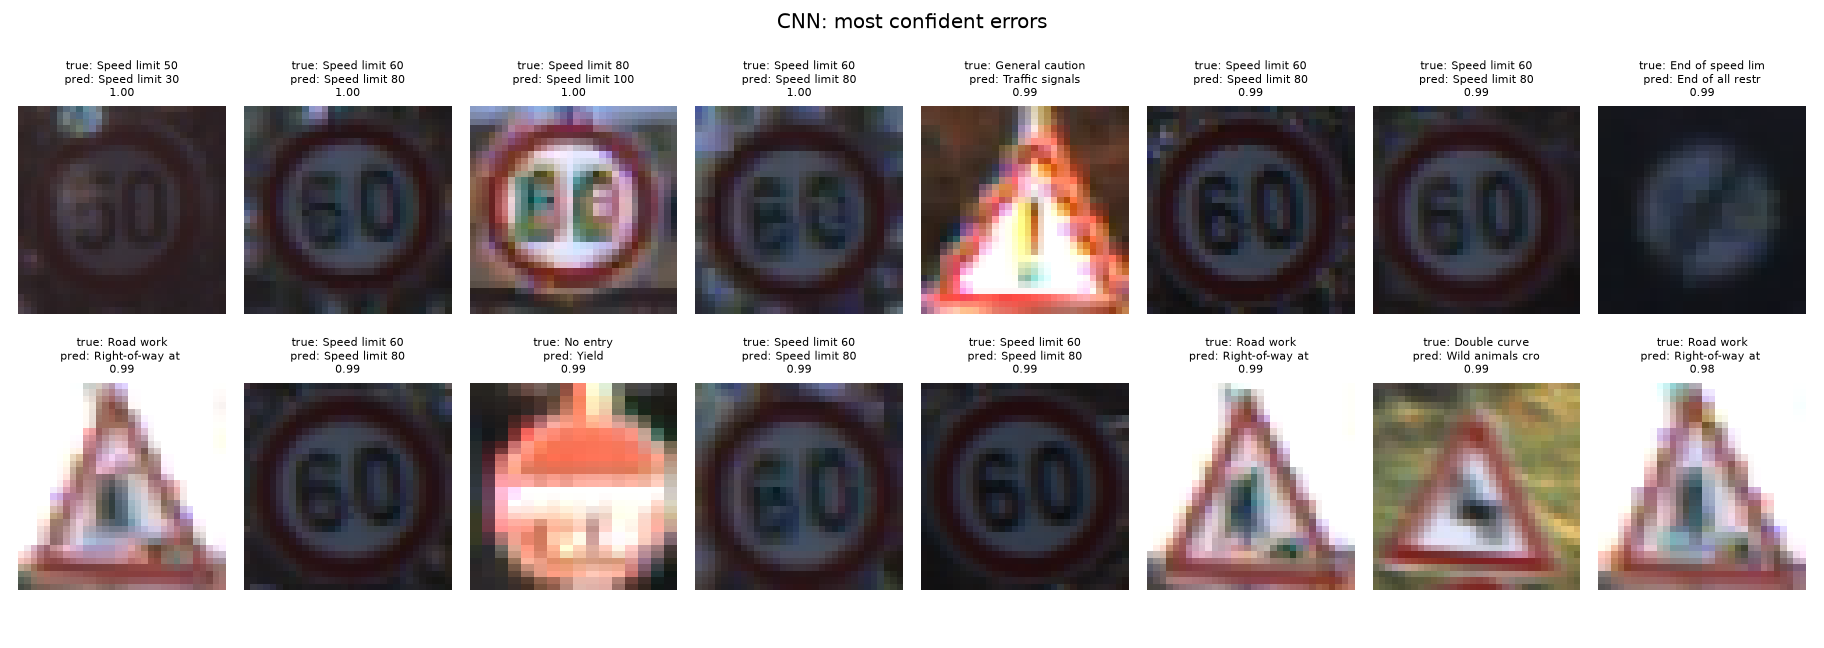 CNN: most confident errors
true: Speed limit 50
pred: Speed limit 30
1.00
true: Speed limit 60
pred: Speed limit 80
1.00
true: Speed limit 80
pred: Speed limit 100
1.00
true: Speed limit 60
pred: Speed limit 80
1.00
true: General caution
pred: Traffic signals
0.99
true: Speed limit 60
pred: Speed limit 80
0.99
true: Speed limit 60
pred: Speed limit 80
0.99
true: End of speed lim
pred: End of all restr
0.99
50
60
60
60
60
true: Road work
pred: Right-of-way at
0.99
true: Speed limit 60
pred: Speed limit 80
0.99
true: No entry
pred: Yield
0.99
true: Speed limit 60
pred: Speed limit 80
0.99
true: Speed limit 60
pred: Speed limit 80
0.99
true: Road work
pred: Right-of-way at
0.99
true: Double curve
pred: Wild animals cro
0.99
true: Road work
pred: Right-of-way at
0.98
60
60
60